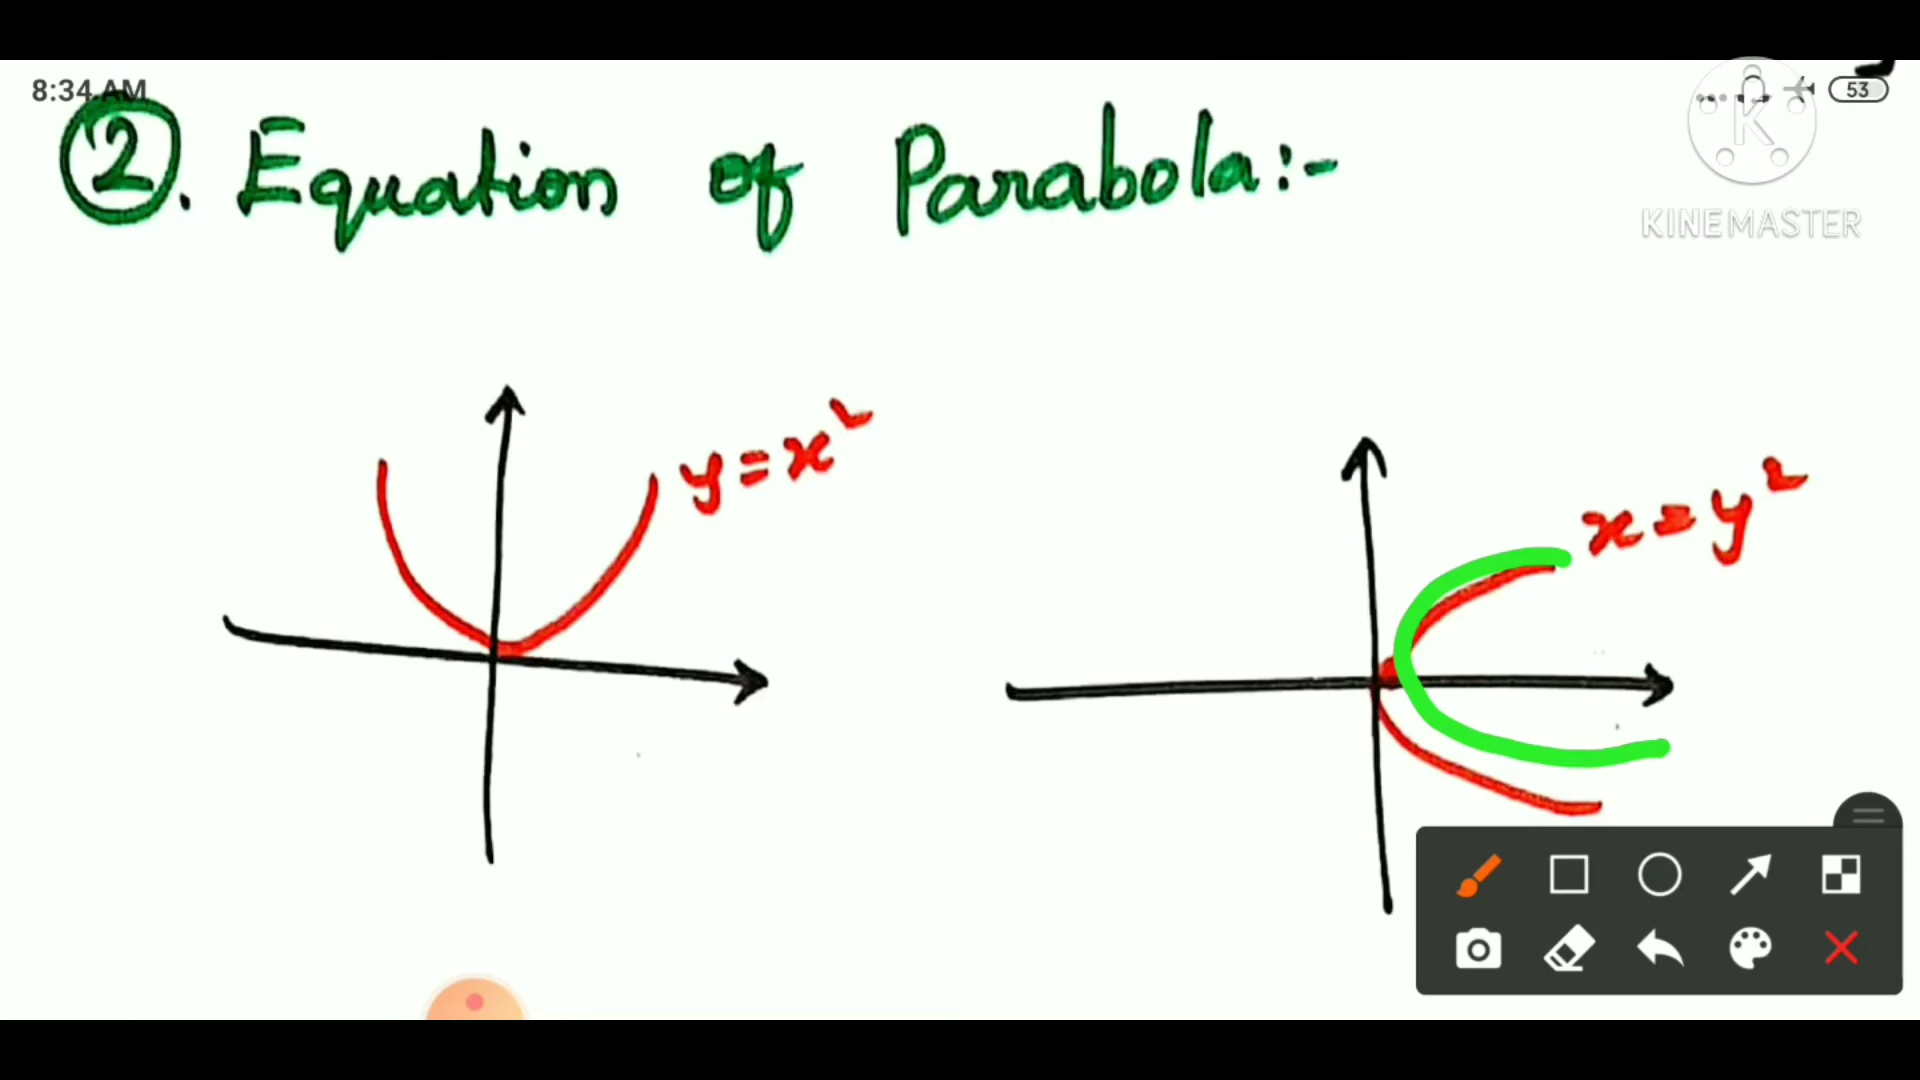 8:34 AM
53
K
KINEMASTER
②. Equation of Parabola:-
y=x²
x=y²